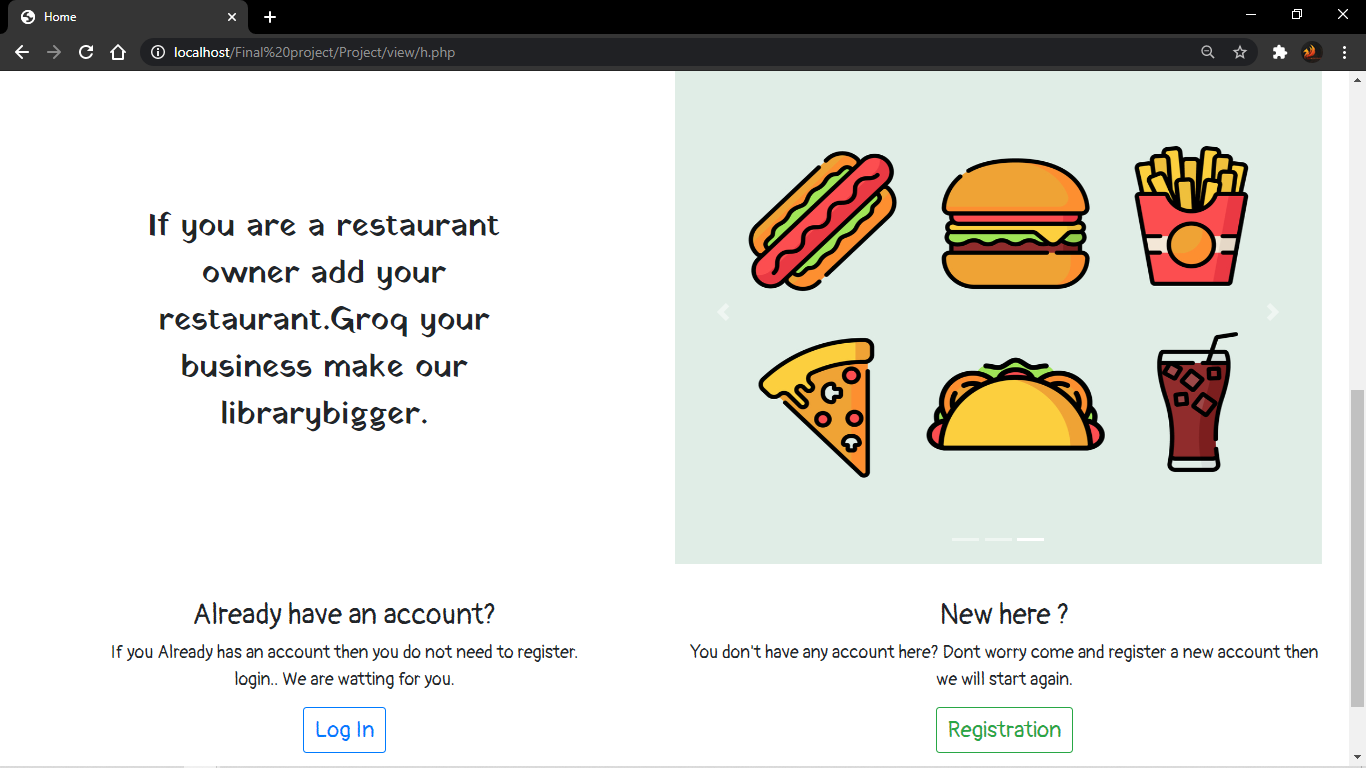 Home
localhost/Final%20project/Project/view/h.php
If you are a restaurant
owner add your
restaurant.Groq your
business make our
librarybigger.
Already have an account?
If you Already has an account then you do not need to register.
login.. We are watting for you.
Log In
New here ?
You don't have any account here? Dont worry come and register a new account then
we will start again.
Registration